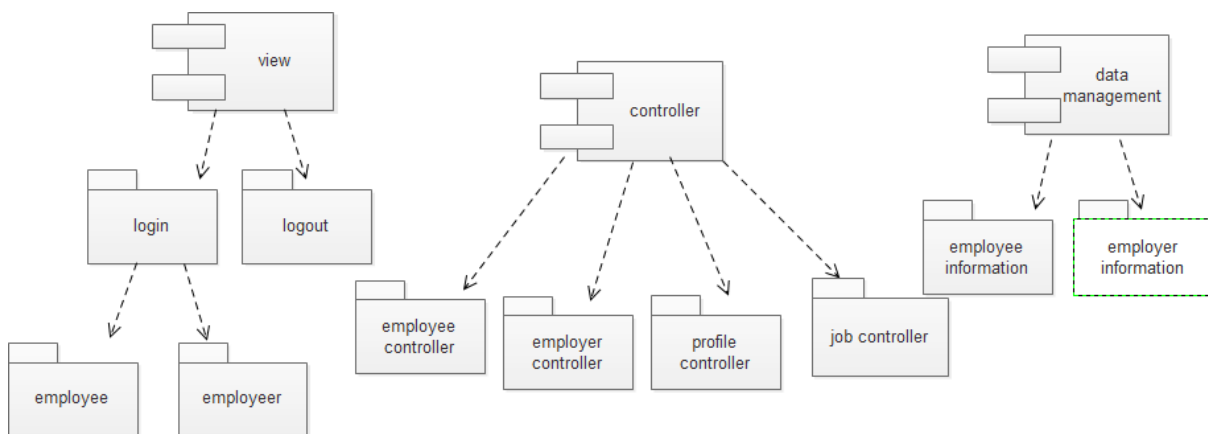 view
controller
data
management
login
logout
employee
information
employer
information
employee
controller
employer
controller
profile
controller
job controller
employee
employeer